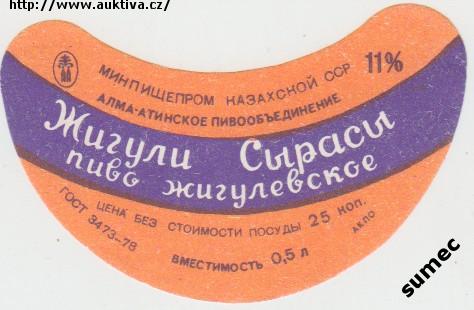 http://www.auktiva.cz/
МИНПИЩЕПРОМ КАЗАХСКОЙ ССР 11%
АЛМА-АТИНСКОЕ ПИВООБЪЕДИНЕНИЕ
Жигули Сырасы
пиво жигулевское
ЦЕНА БЕЗ СТОИМОСТИ ПОСУДЫ 25 КОП.
ГОСТ 3473-78
ВМЕСТИМОСТЬ 0,5 л
АКПО
sumec